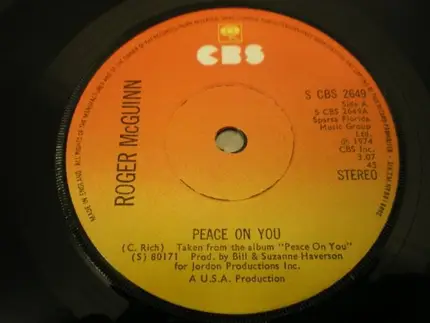 CBS
ROGER McGUINN
S CBS 2649
Side A
S CBS 2649A
Sparta Florida
Music Group
Ltd.
℗ 1974
CBS Inc.
3.07
45
STEREO
MADE IN ENGLAND
PEACE ON YOU
(C. Rich) Taken from the album "Peace On You"
(S) 80171 Prod. by Bill & Suzanne Haverson
for Jordon Productions Inc.
A U.S.A. Production